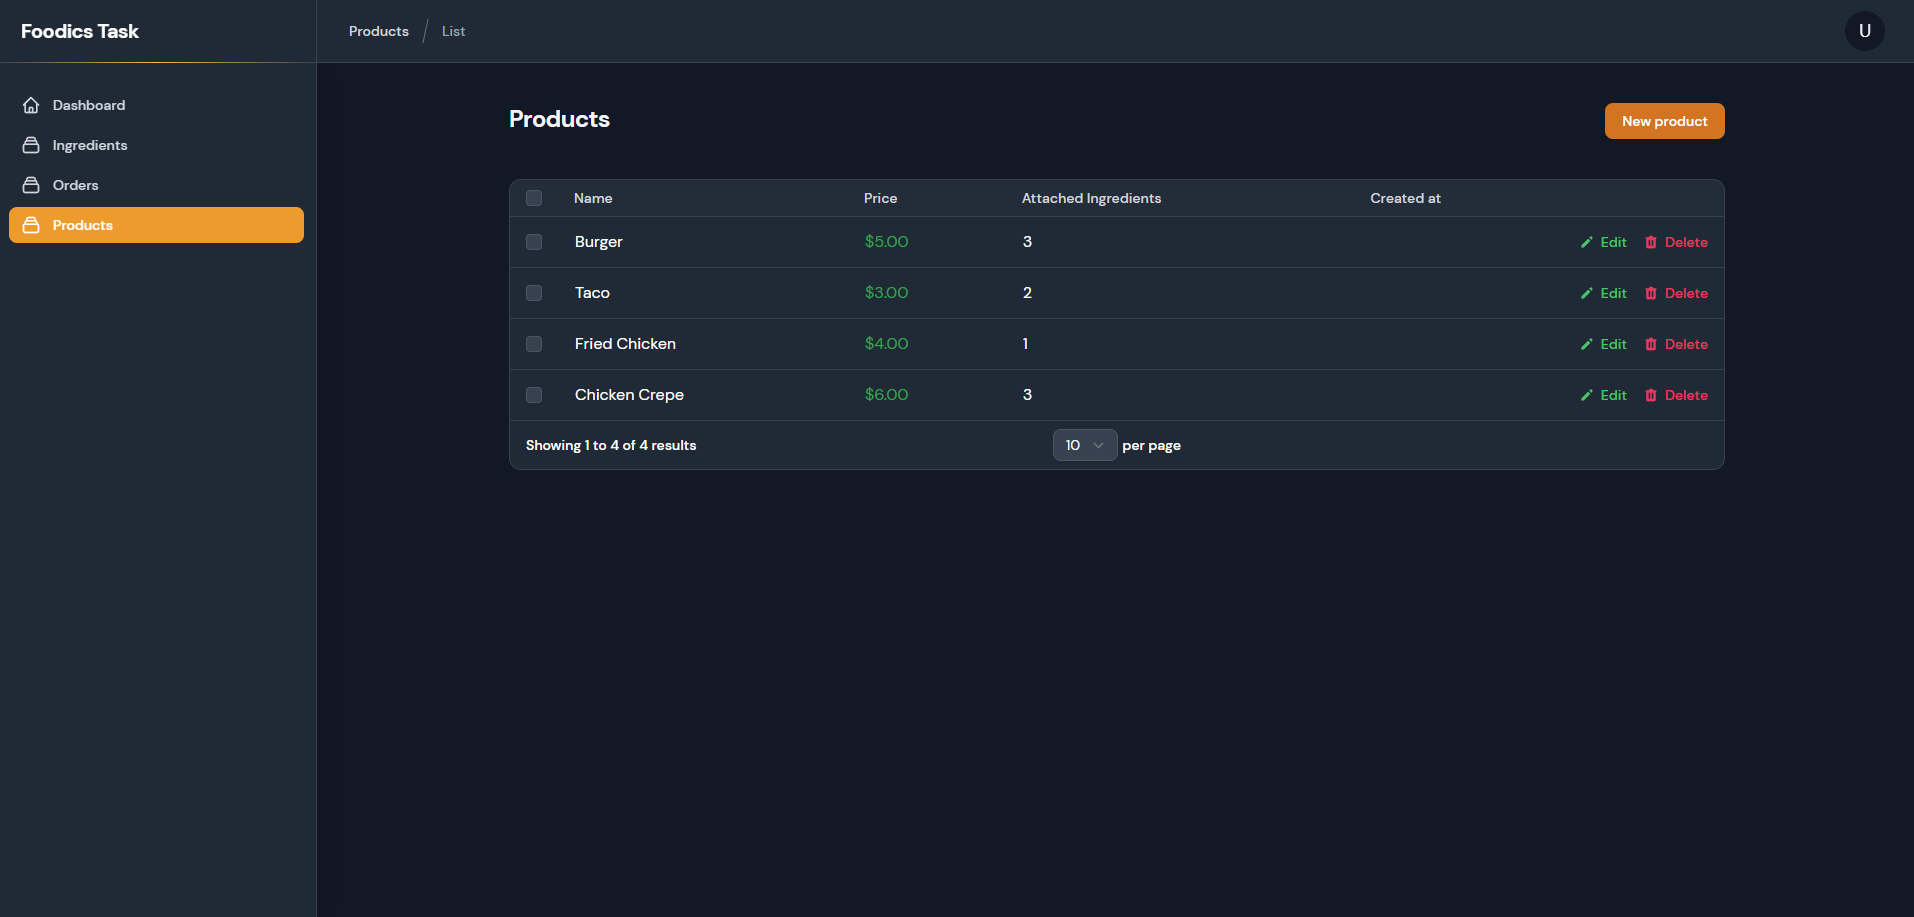 Foodics Task
Products / List
U
Dashboard
Ingredients
Orders
Products
Products
New product
Name Price Attached Ingredients Created at
Burger $5.00 3 Edit Delete
Taco $3.00 2 Edit Delete
Fried Chicken $4.00 1 Edit Delete
Chicken Crepe $6.00 3 Edit Delete
Showing 1 to 4 of 4 results 10 per page